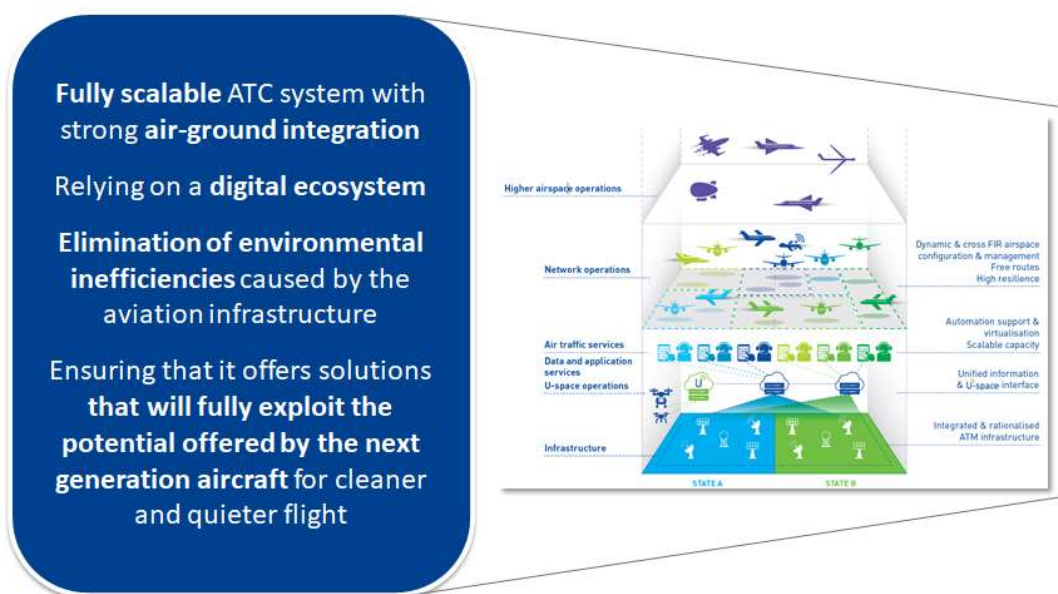 Fully scalable ATC system with
strong air-ground integration
Relying on a digital ecosystem
Elimination of environmental
inefficiencies caused by the
aviation infrastructure
Ensuring that it offers solutions
that will fully exploit the
potential offered by the next
generation aircraft for cleaner
and quieter flight
Higher airspace operations
Network operations
Dynamic & cross FIR airspace
configuration & management
Free routes
High resilience
Air traffic services
Data and application
services
U-space operations
Automation support &
virtualisation
Scalable capacity
U
Unified information
& U-space interface
Infrastructure
Integrated & rationalised
ATM infrastructure
STATE A
STATE B